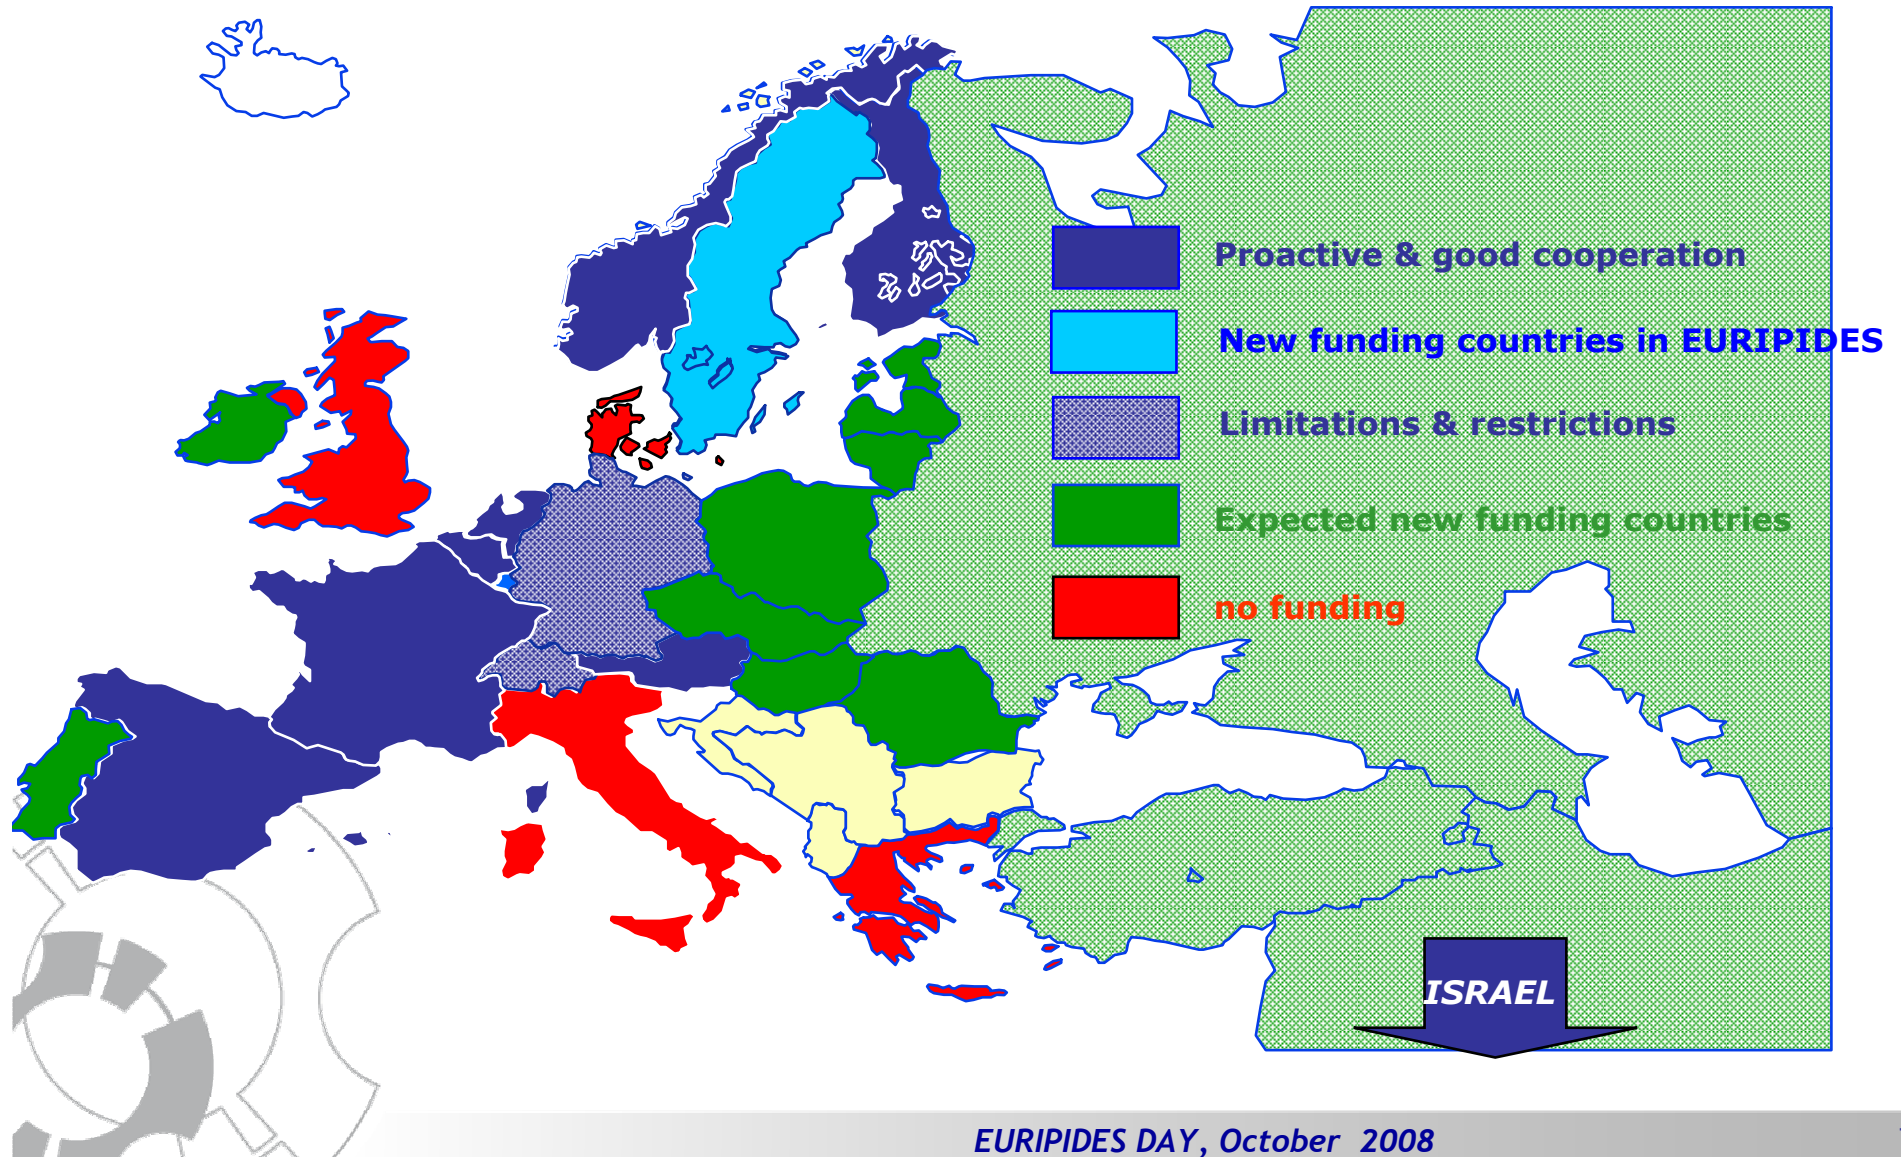 Proactive & good cooperation
New funding countries in EURIPIDES
Limitations & restrictions
Expected new funding countries
no funding
ISRAEL
EURIPIDES DAY, October 2008